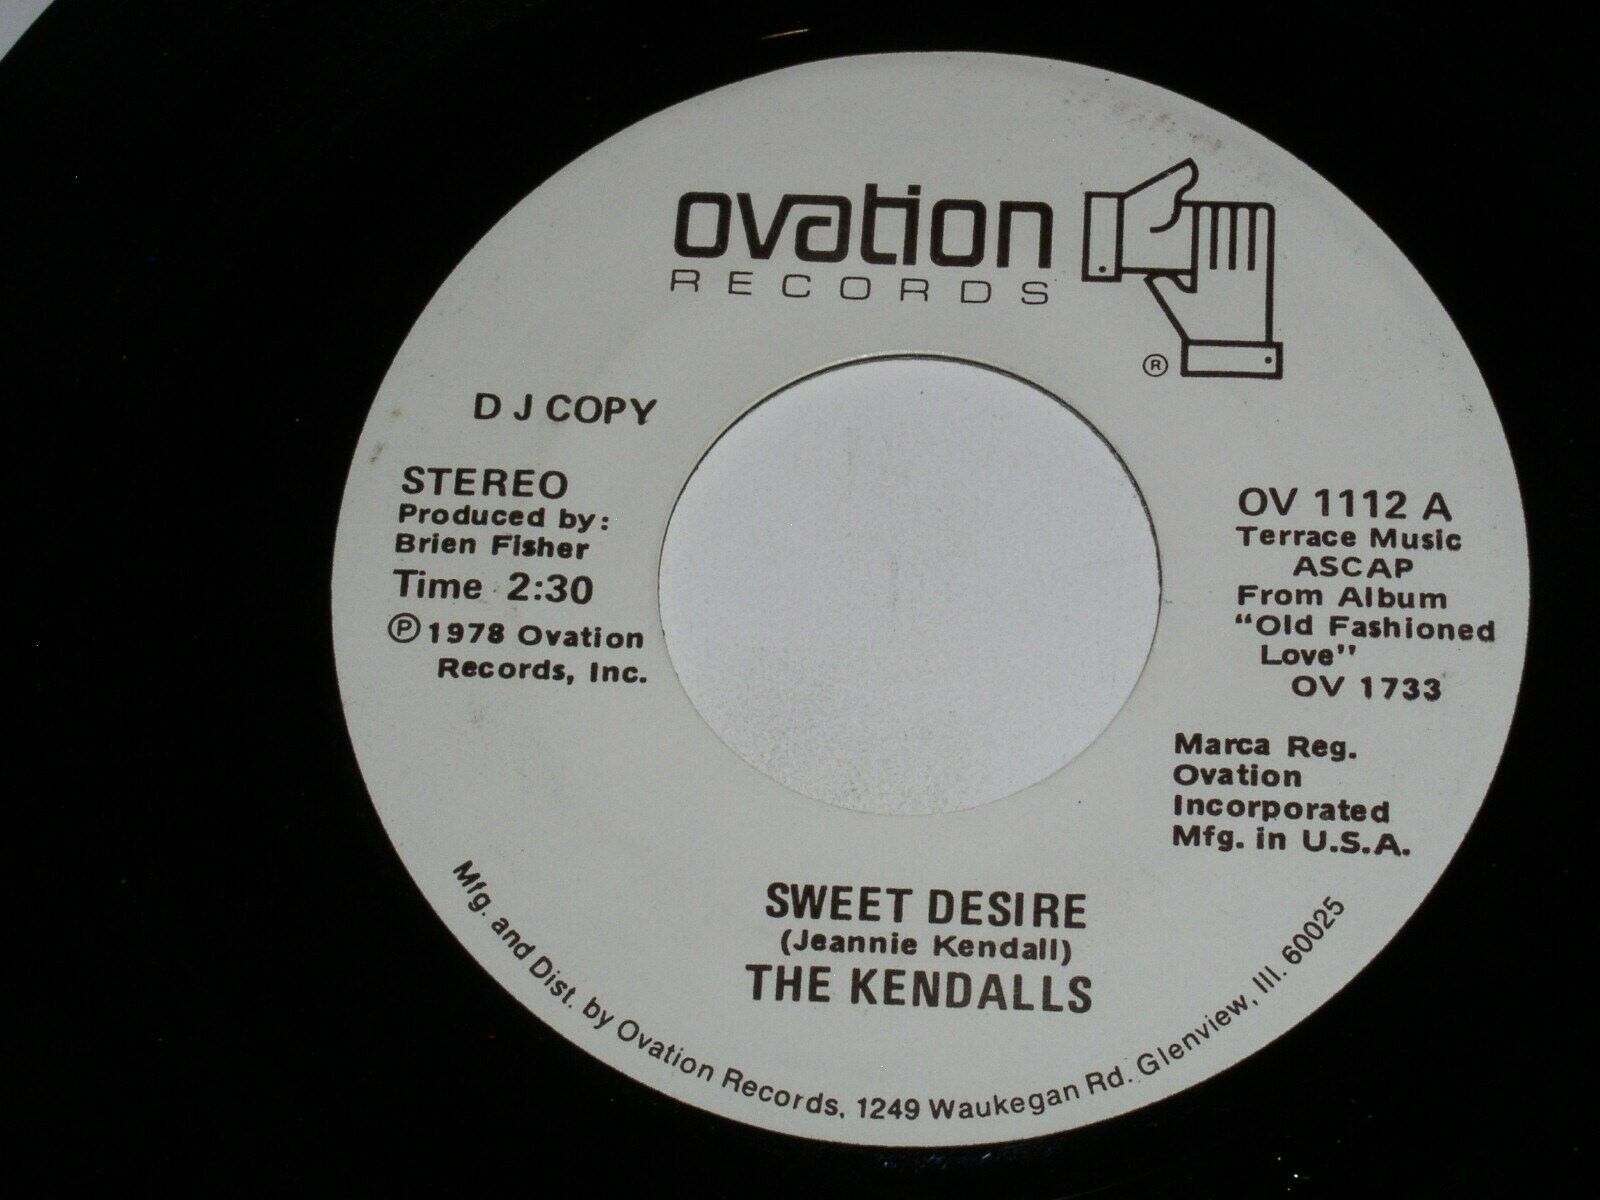 ovation
RECORDS
®
D J COPY
STEREO
Produced by:
Brien Fisher
Time 2:30
℗ 1978 Ovation
Records, Inc.
OV 1112 A
Terrace Music
ASCAP
From Album
"Old Fashioned
Love"
OV 1733
Marca Reg.
Ovation
Incorporated
Mfg. in U.S.A.
SWEET DESIRE
(Jeannie Kendall)
THE KENDALLS
Mfg. and Dist. by Ovation Records, 1249 Waukegan Rd. Glenview, Ill. 60025